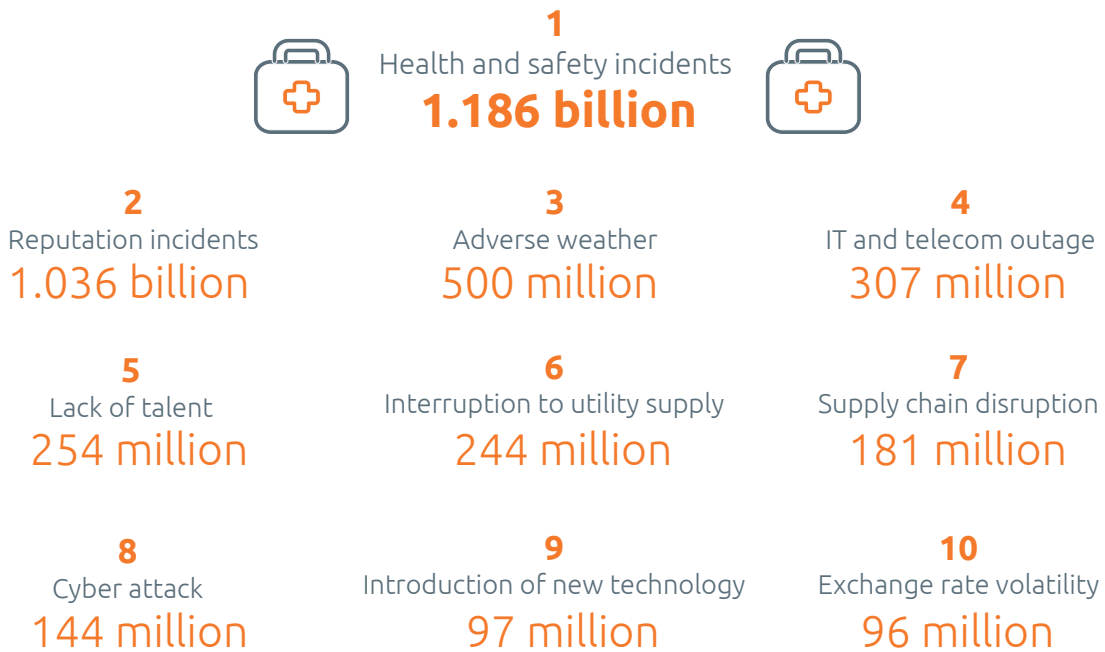 1
Health and safety incidents
1.186 billion
2
Reputation incidents
1.036 billion
3
Adverse weather
500 million
4
IT and telecom outage
307 million
5
Lack of talent
254 million
6
Interruption to utility supply
244 million
7
Supply chain disruption
181 million
8
Cyber attack
144 million
9
Introduction of new technology
97 million
10
Exchange rate volatility
96 million